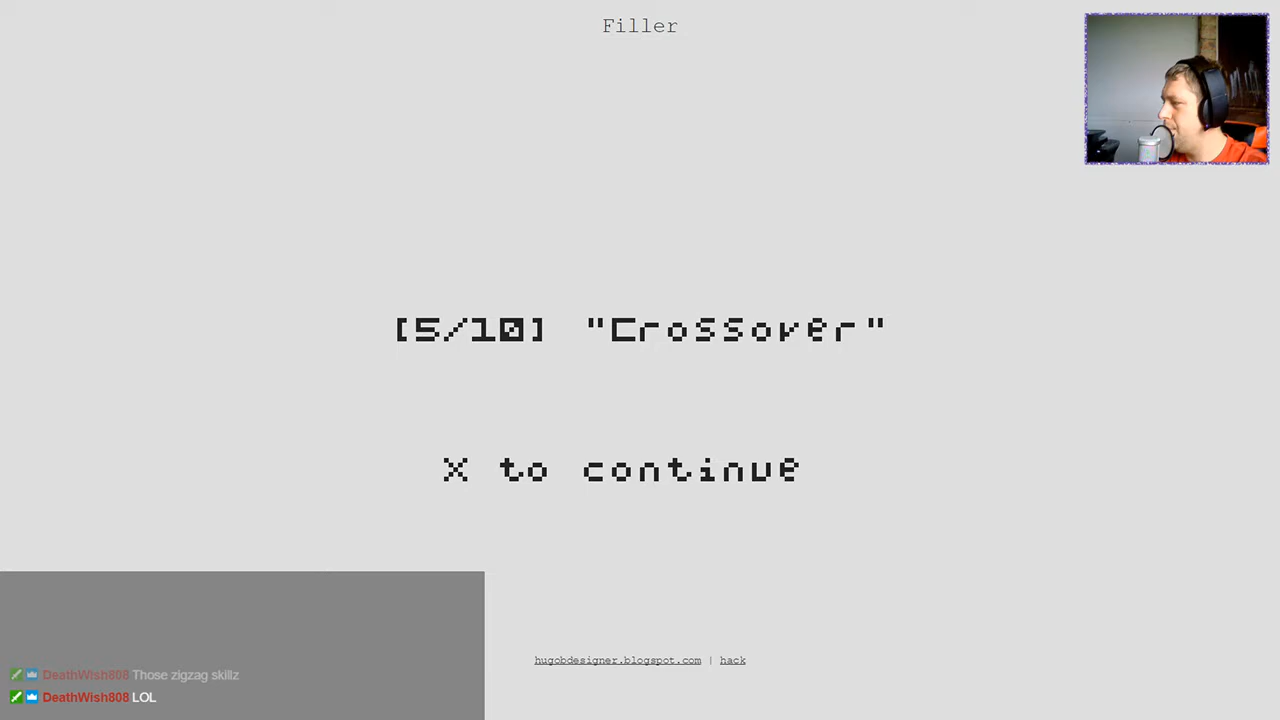 Filler
[5/10] "Crossover"
X to continue
hugobdesigner.blogspot.com | hack
DeathWish808 Those zigzag skillz
DeathWish808 LOL